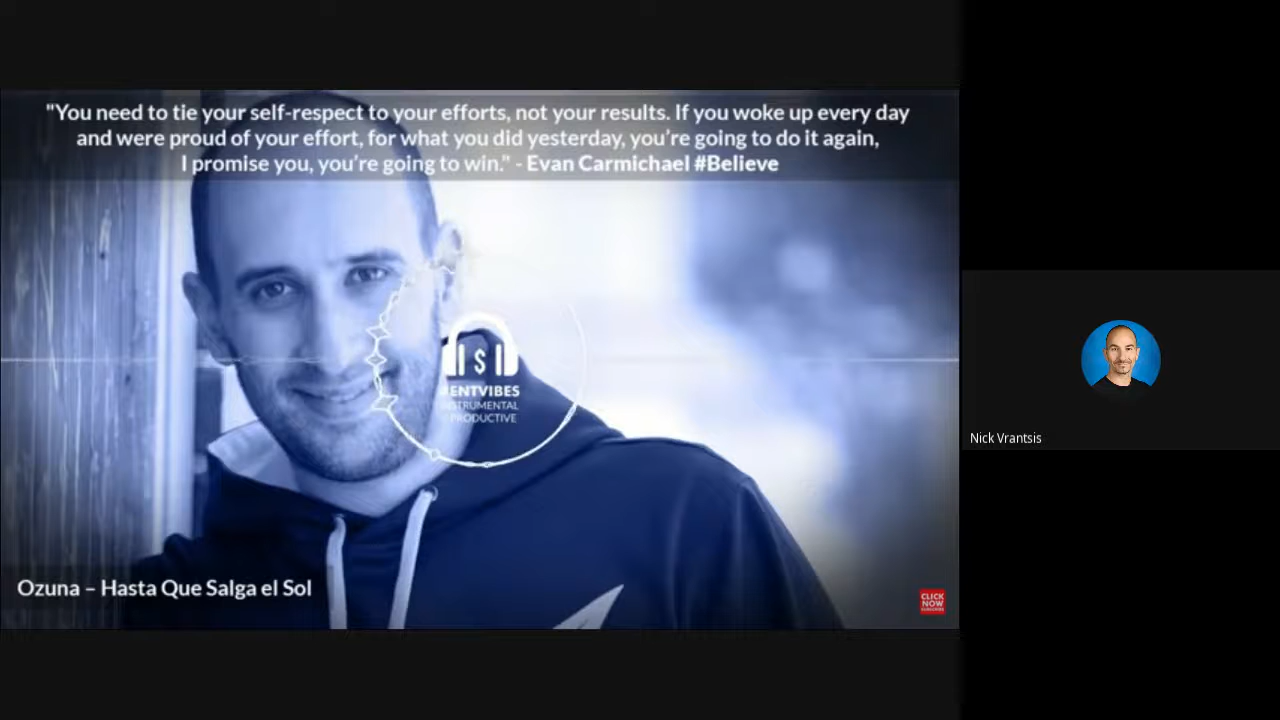 "You need to tie your self-respect to your efforts, not your results. If you woke up every day
and were proud of your effort, for what you did yesterday, you're going to do it again,
I promise you, you're going to win." - Evan Carmichael #Believe
$
ENTVIBES
PRODUCTIVE
Nick Vrantsis
Ozuna – Hasta Que Salga el Sol
CLICK
NOW
SUBSCRIBE